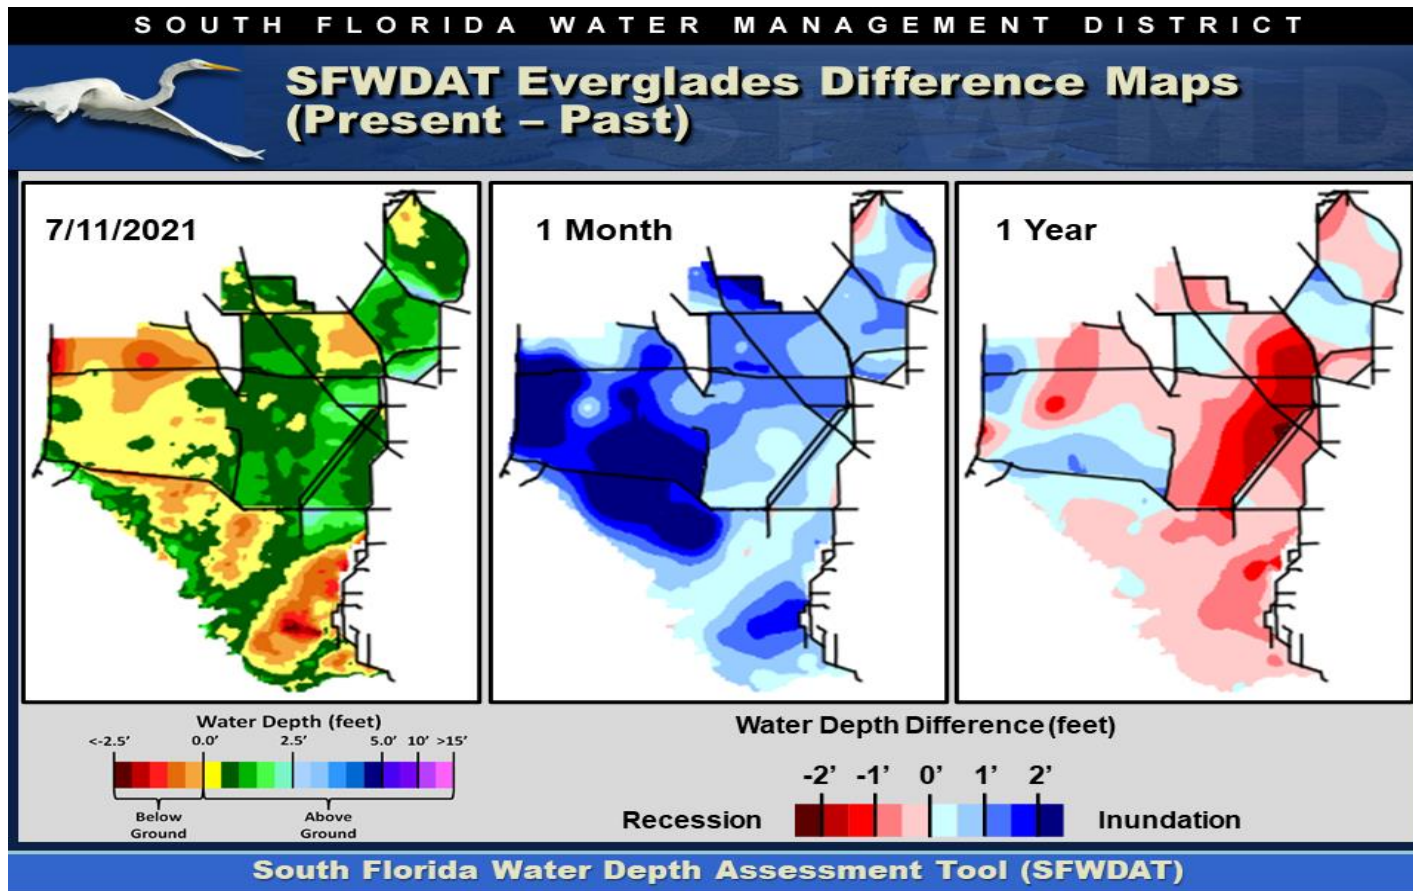 SOUTH FLORIDA WATER MANAGEMENT DISTRICT
SFWDAT Everglades Difference Maps
(Present – Past)
7/11/2021
1 Month
1 Year
Water Depth (feet)
<-2.5' 0.0' 2.5' 5.0' 10' >15'
Below
Ground
Above
Ground
Water Depth Difference (feet)
-2' -1' 0' 1' 2'
Recession
Inundation
South Florida Water Depth Assessment Tool (SFWDAT)